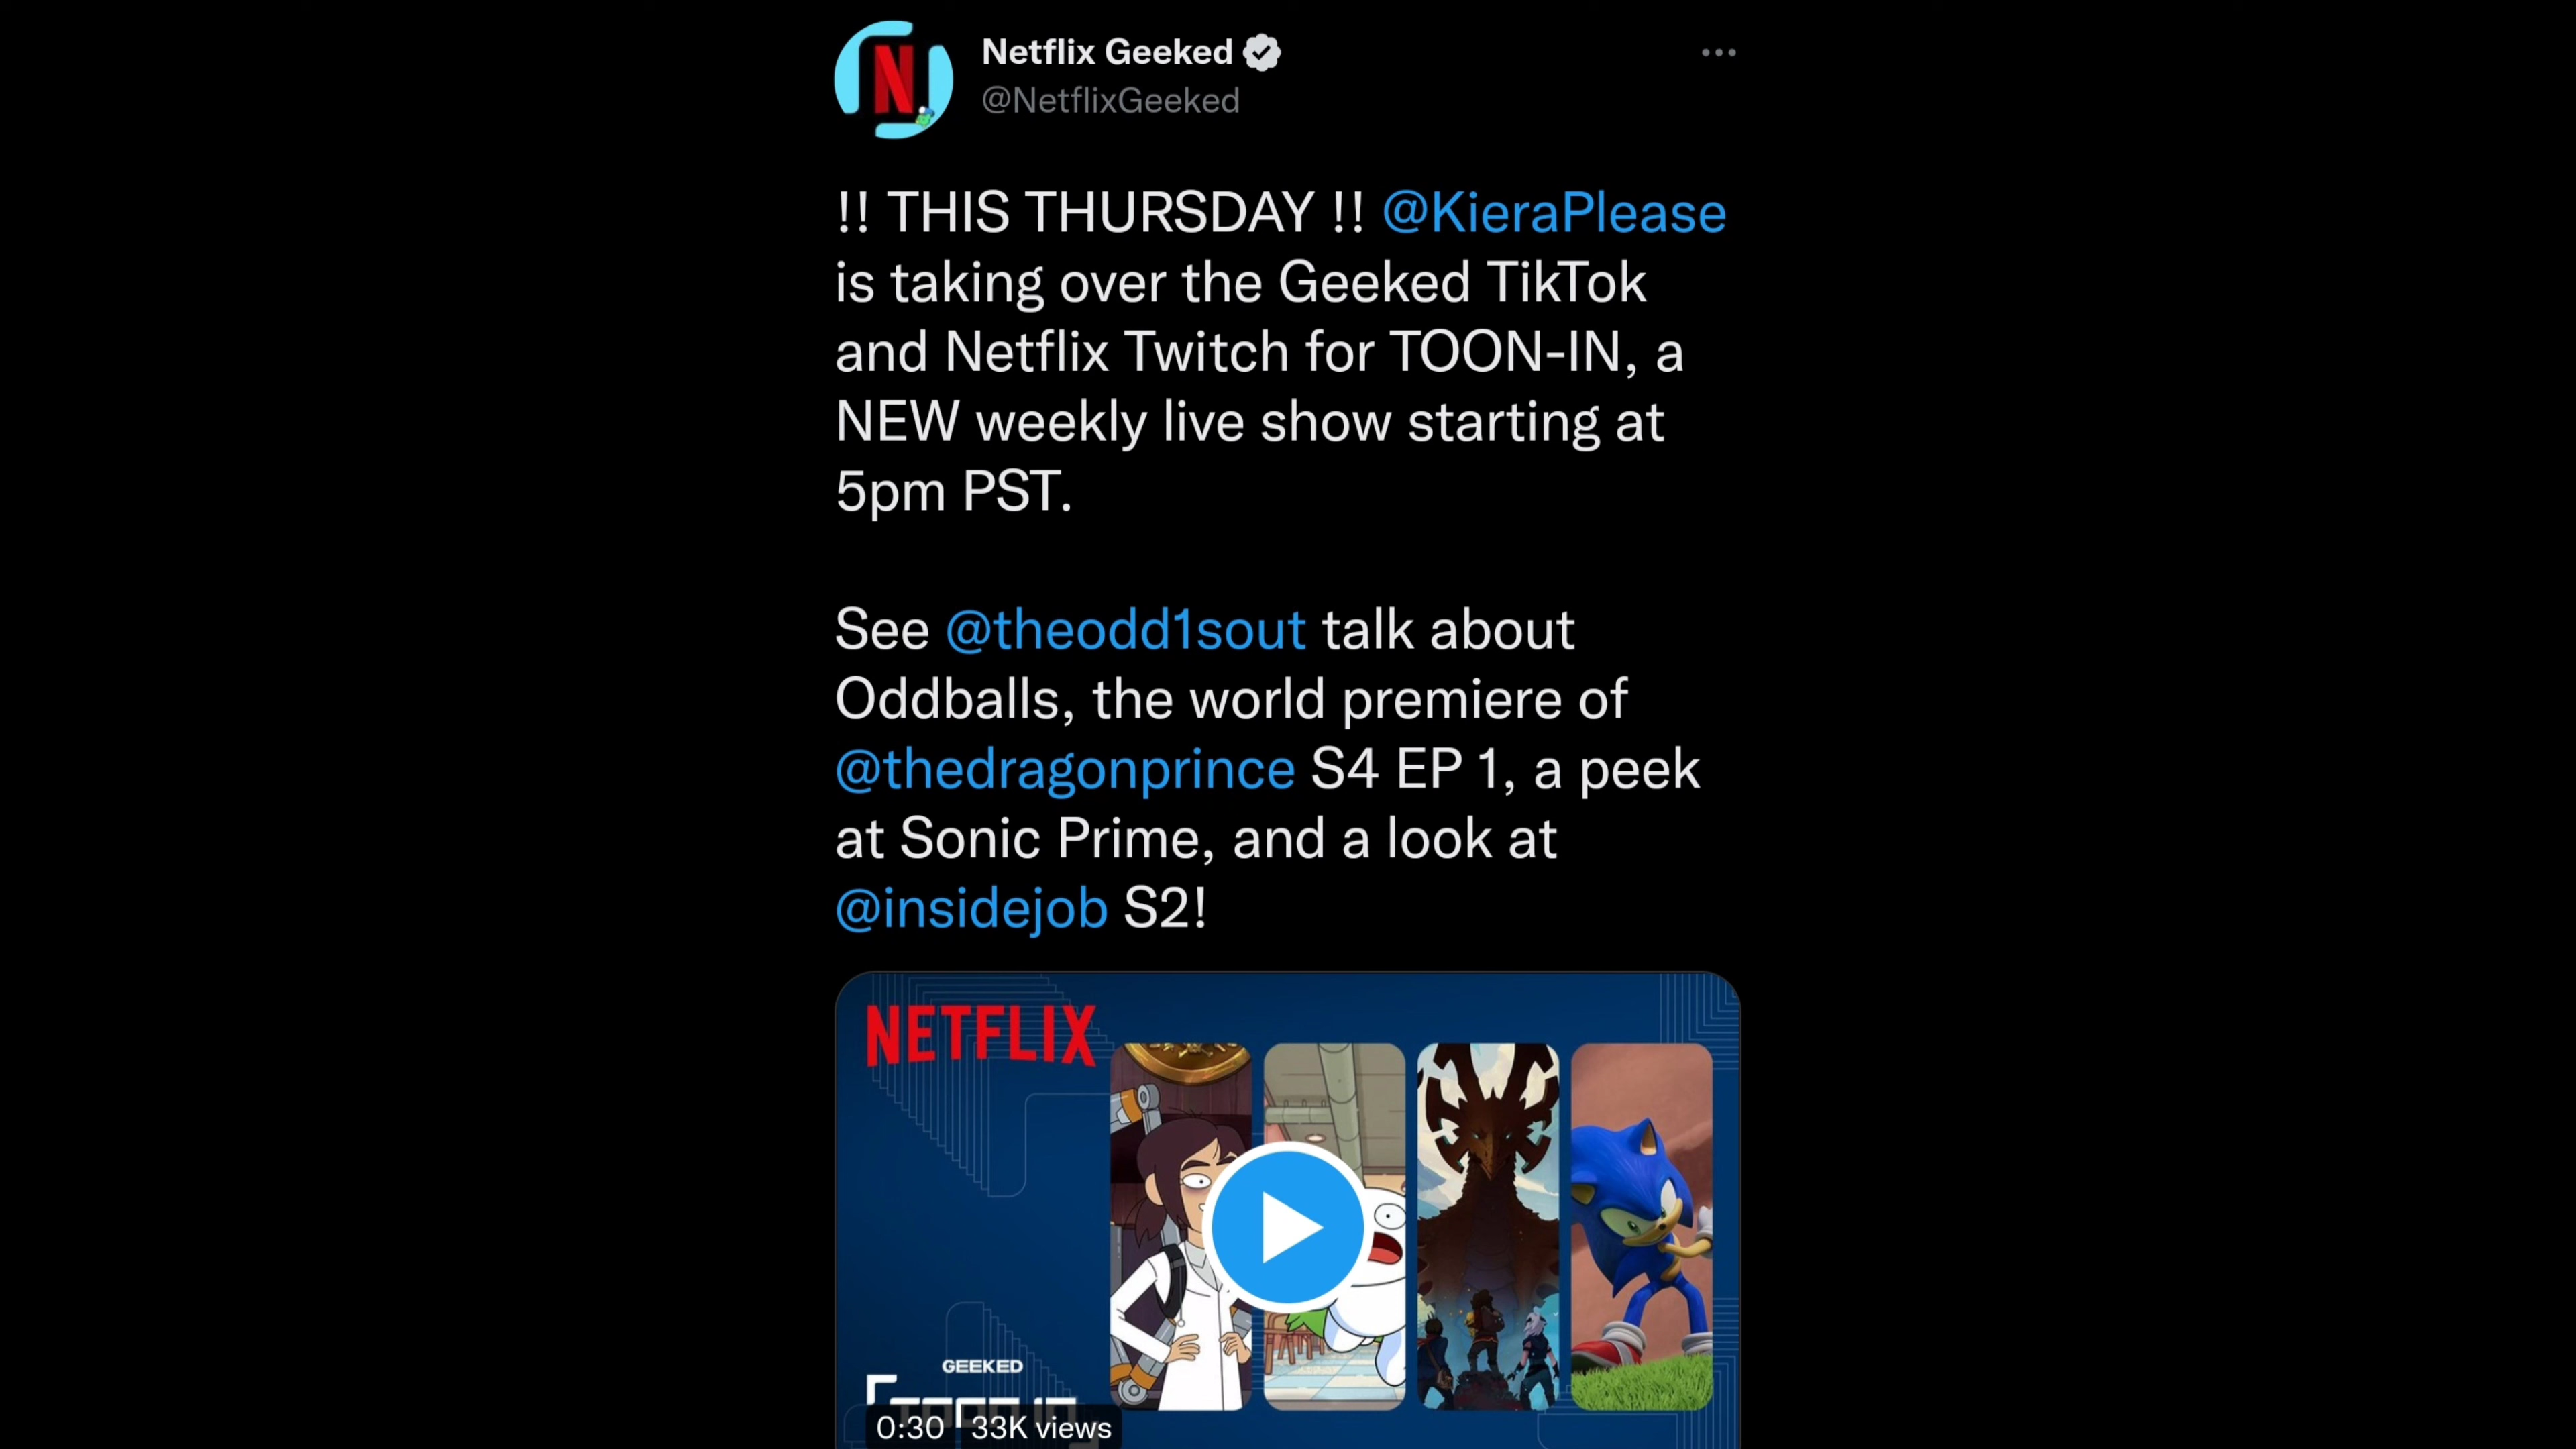 Netflix Geeked
@NetflixGeeked
!! THIS THURSDAY !! @KieraPlease
is taking over the Geeked TikTok
and Netflix Twitch for TOON-IN, a
NEW weekly live show starting at
5pm PST.
See @theodd1sout talk about
Oddballs, the world premiere of
@thedragonprince S4 EP 1, a peek
at Sonic Prime, and a look at
@insidejob S2!
NETFLIX
GEEKED
0:30 33K views